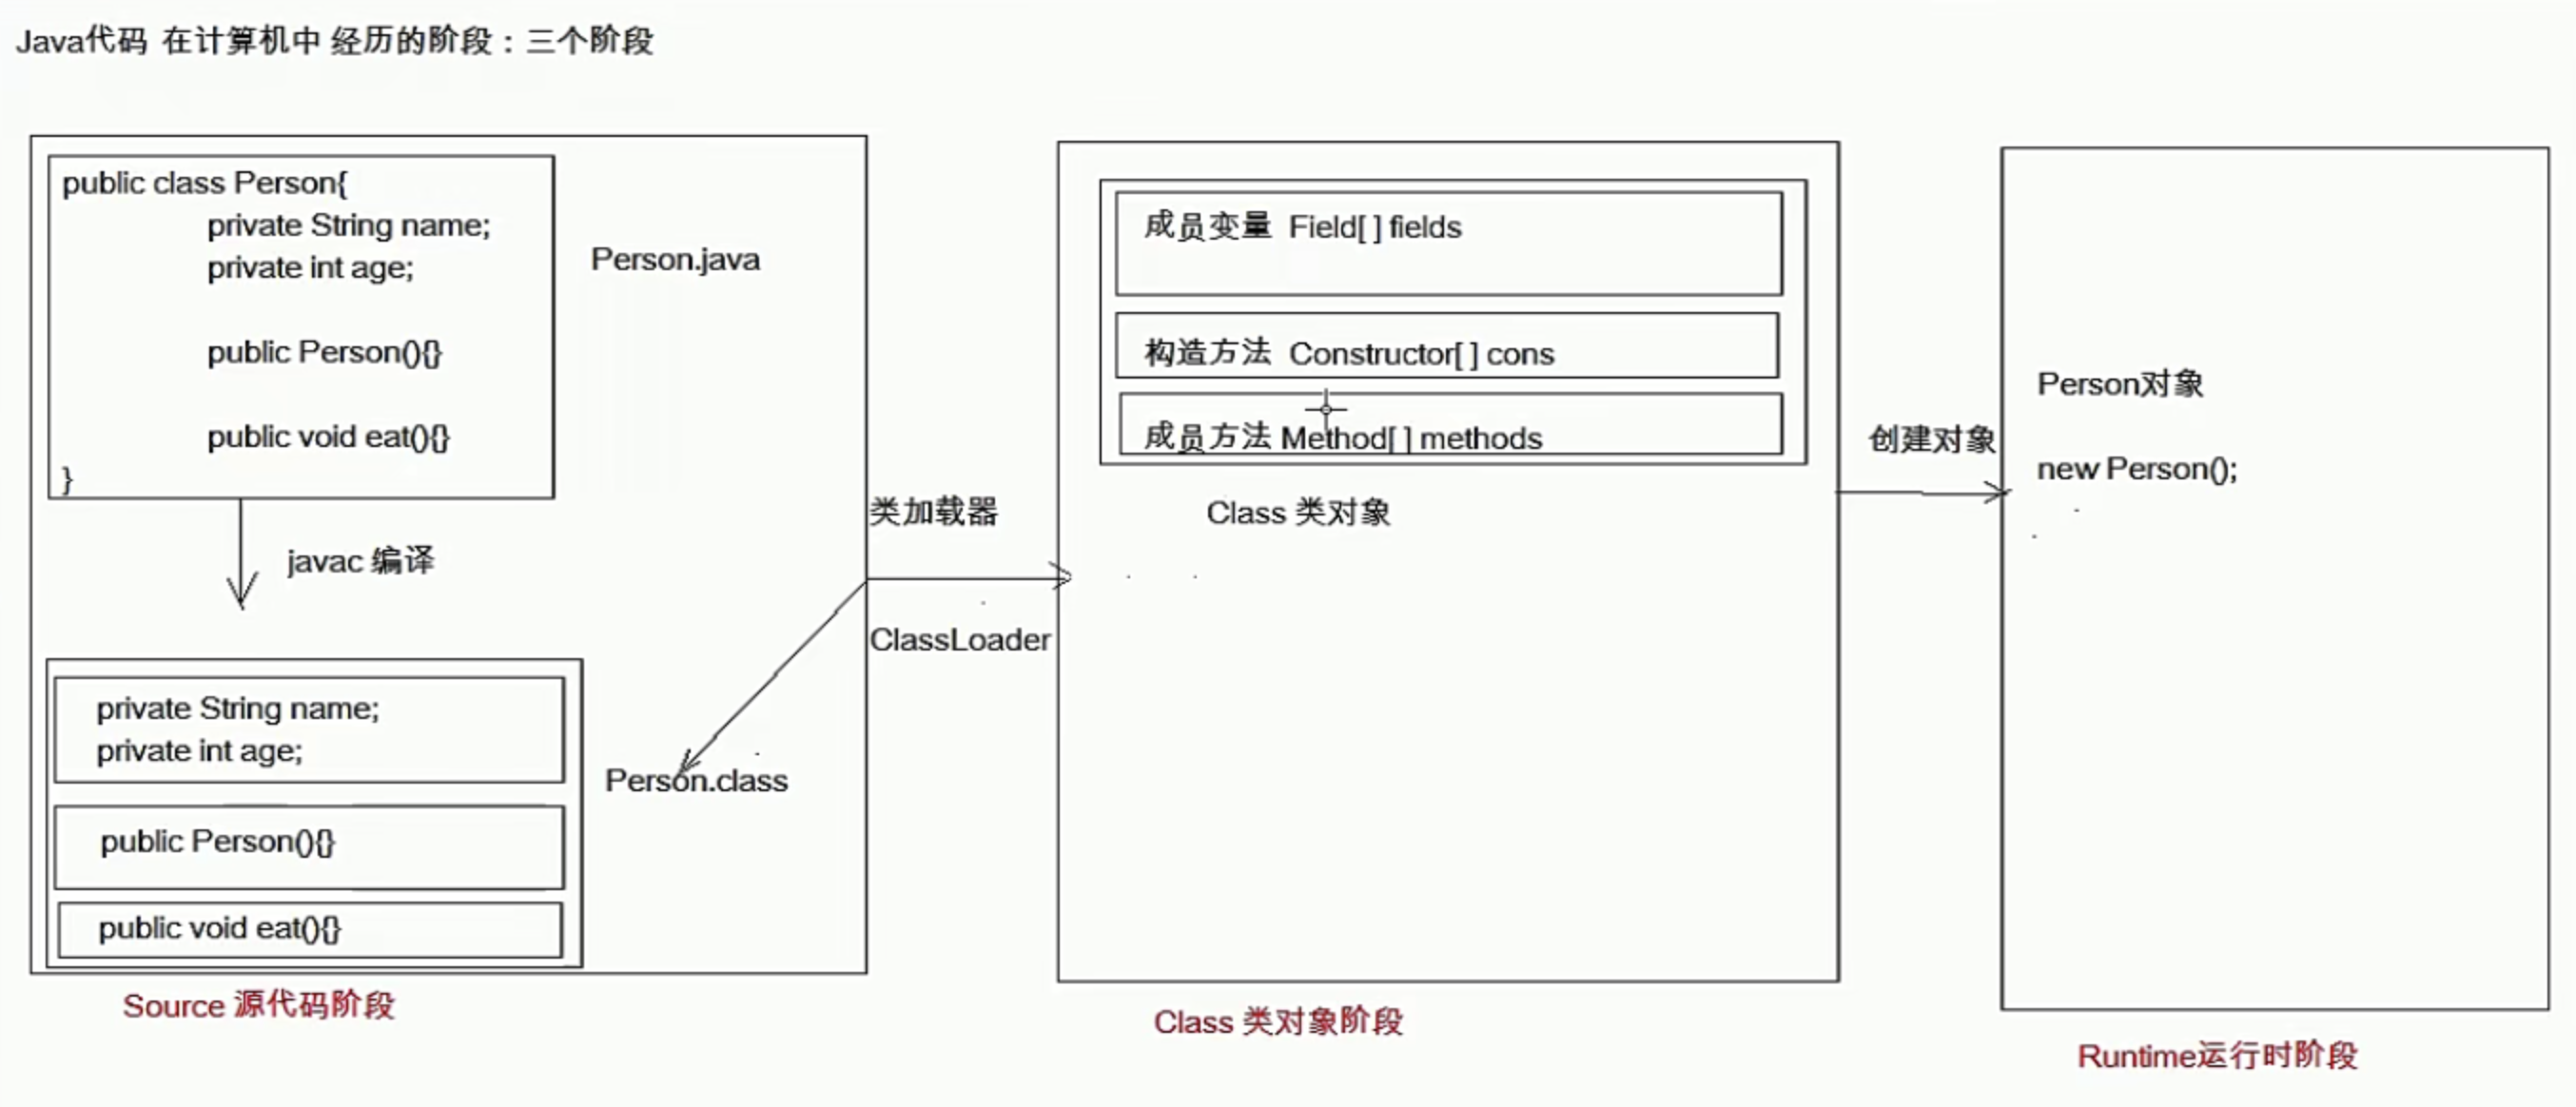 Java代码 在计算机中 经历的阶段：三个阶段
public class Person{
private String name;
private int age;
public Person(){}
public void eat(){}
}
Person.java
javac 编译
private String name;
private int age;
public Person(){}
public void eat(){}
Person.class
Source 源代码阶段
类加载器
ClassLoader
成员变量 Field[] fields
构造方法 Constructor[] cons
成员方法 Method[] methods
Class 类对象
Class 类对象阶段
创建对象
Person对象
new Person();
Runtime运行时阶段